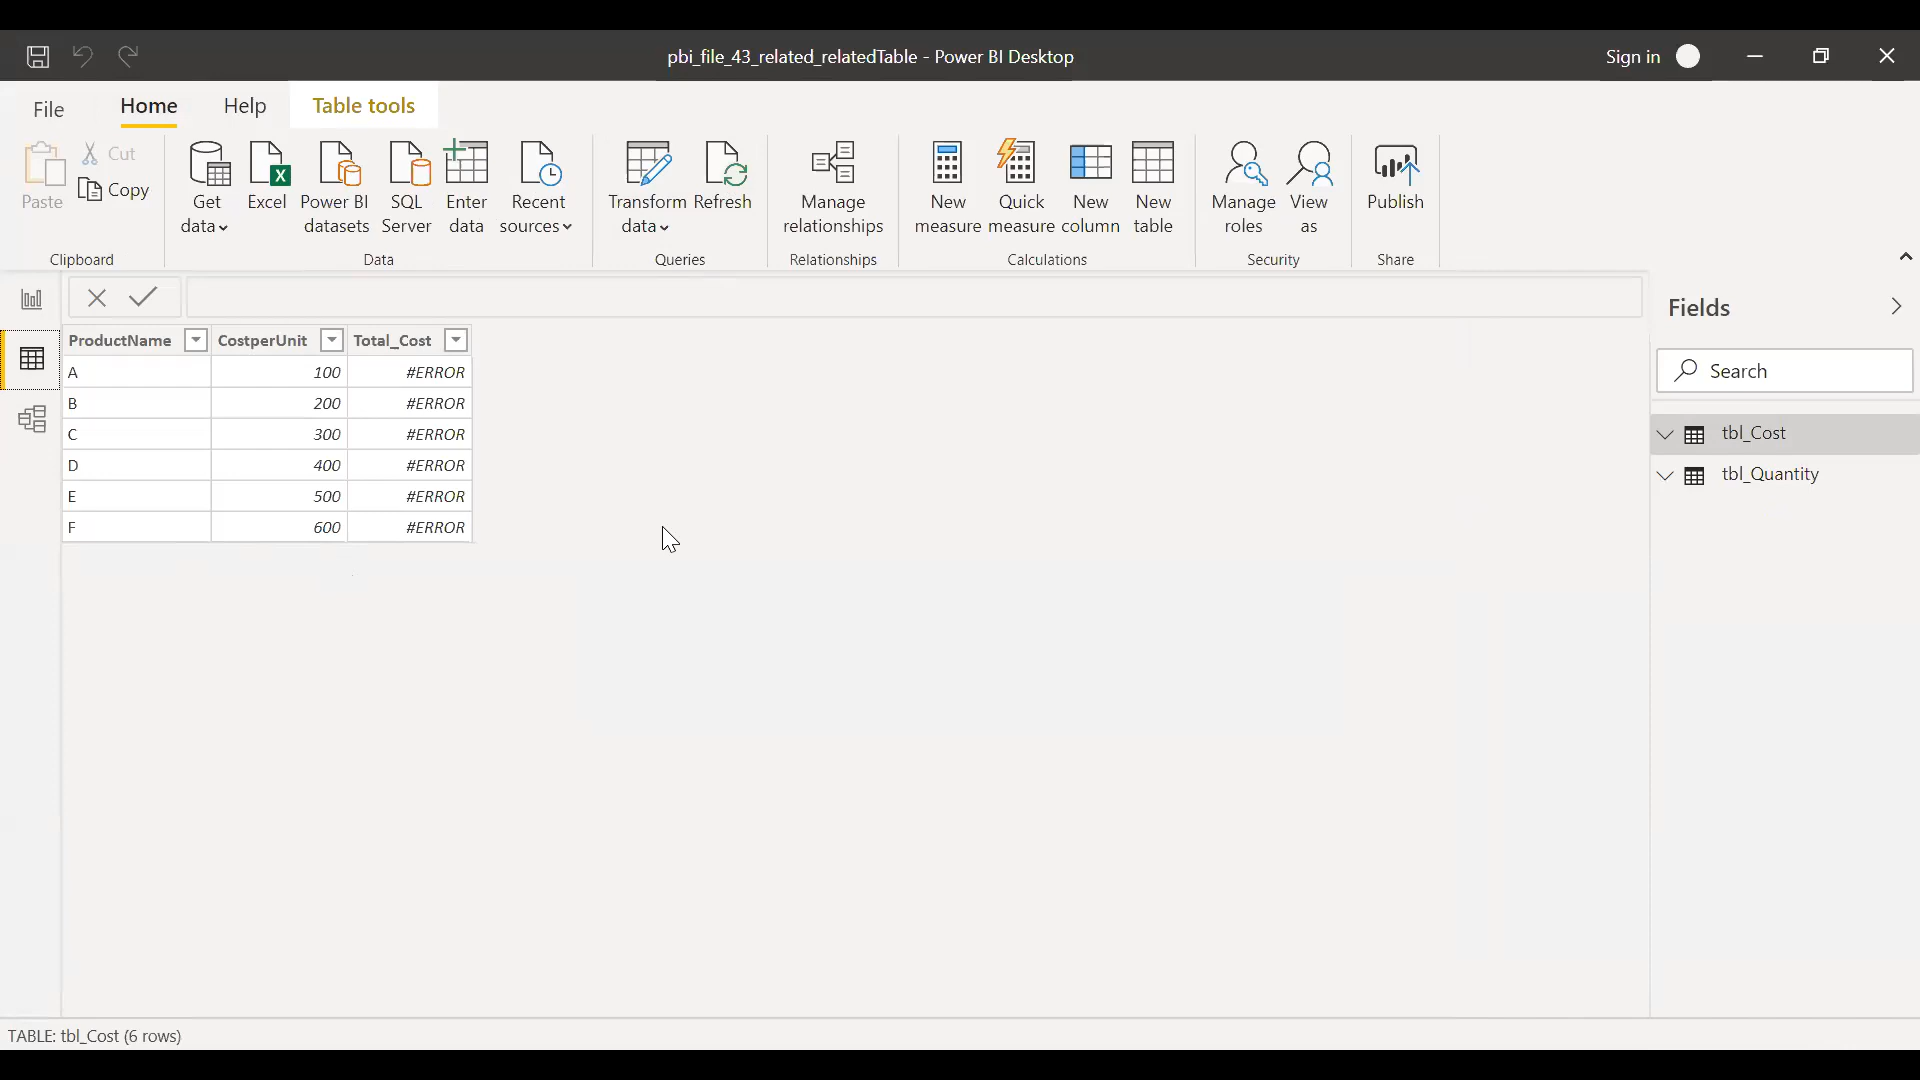 pbi_file_43_related_relatedTable - Power BI Desktop
Sign in
File
Home
Help
Table tools
Paste
Cut
Copy
Get data
Excel
Power BI datasets
SQL Server
Enter data
Recent sources
Transform data
Refresh
Manage relationships
New measure
Quick measure
New column
New table
Manage roles
View as
Publish
Clipboard
Data
Queries
Relationships
Calculations
Security
Share
Fields
Search
tbl_Cost
tbl_Quantity
ProductName CostperUnit Total_Cost
A 100 #ERROR
B 200 #ERROR
C 300 #ERROR
D 400 #ERROR
E 500 #ERROR
F 600 #ERROR
TABLE: tbl_Cost (6 rows)